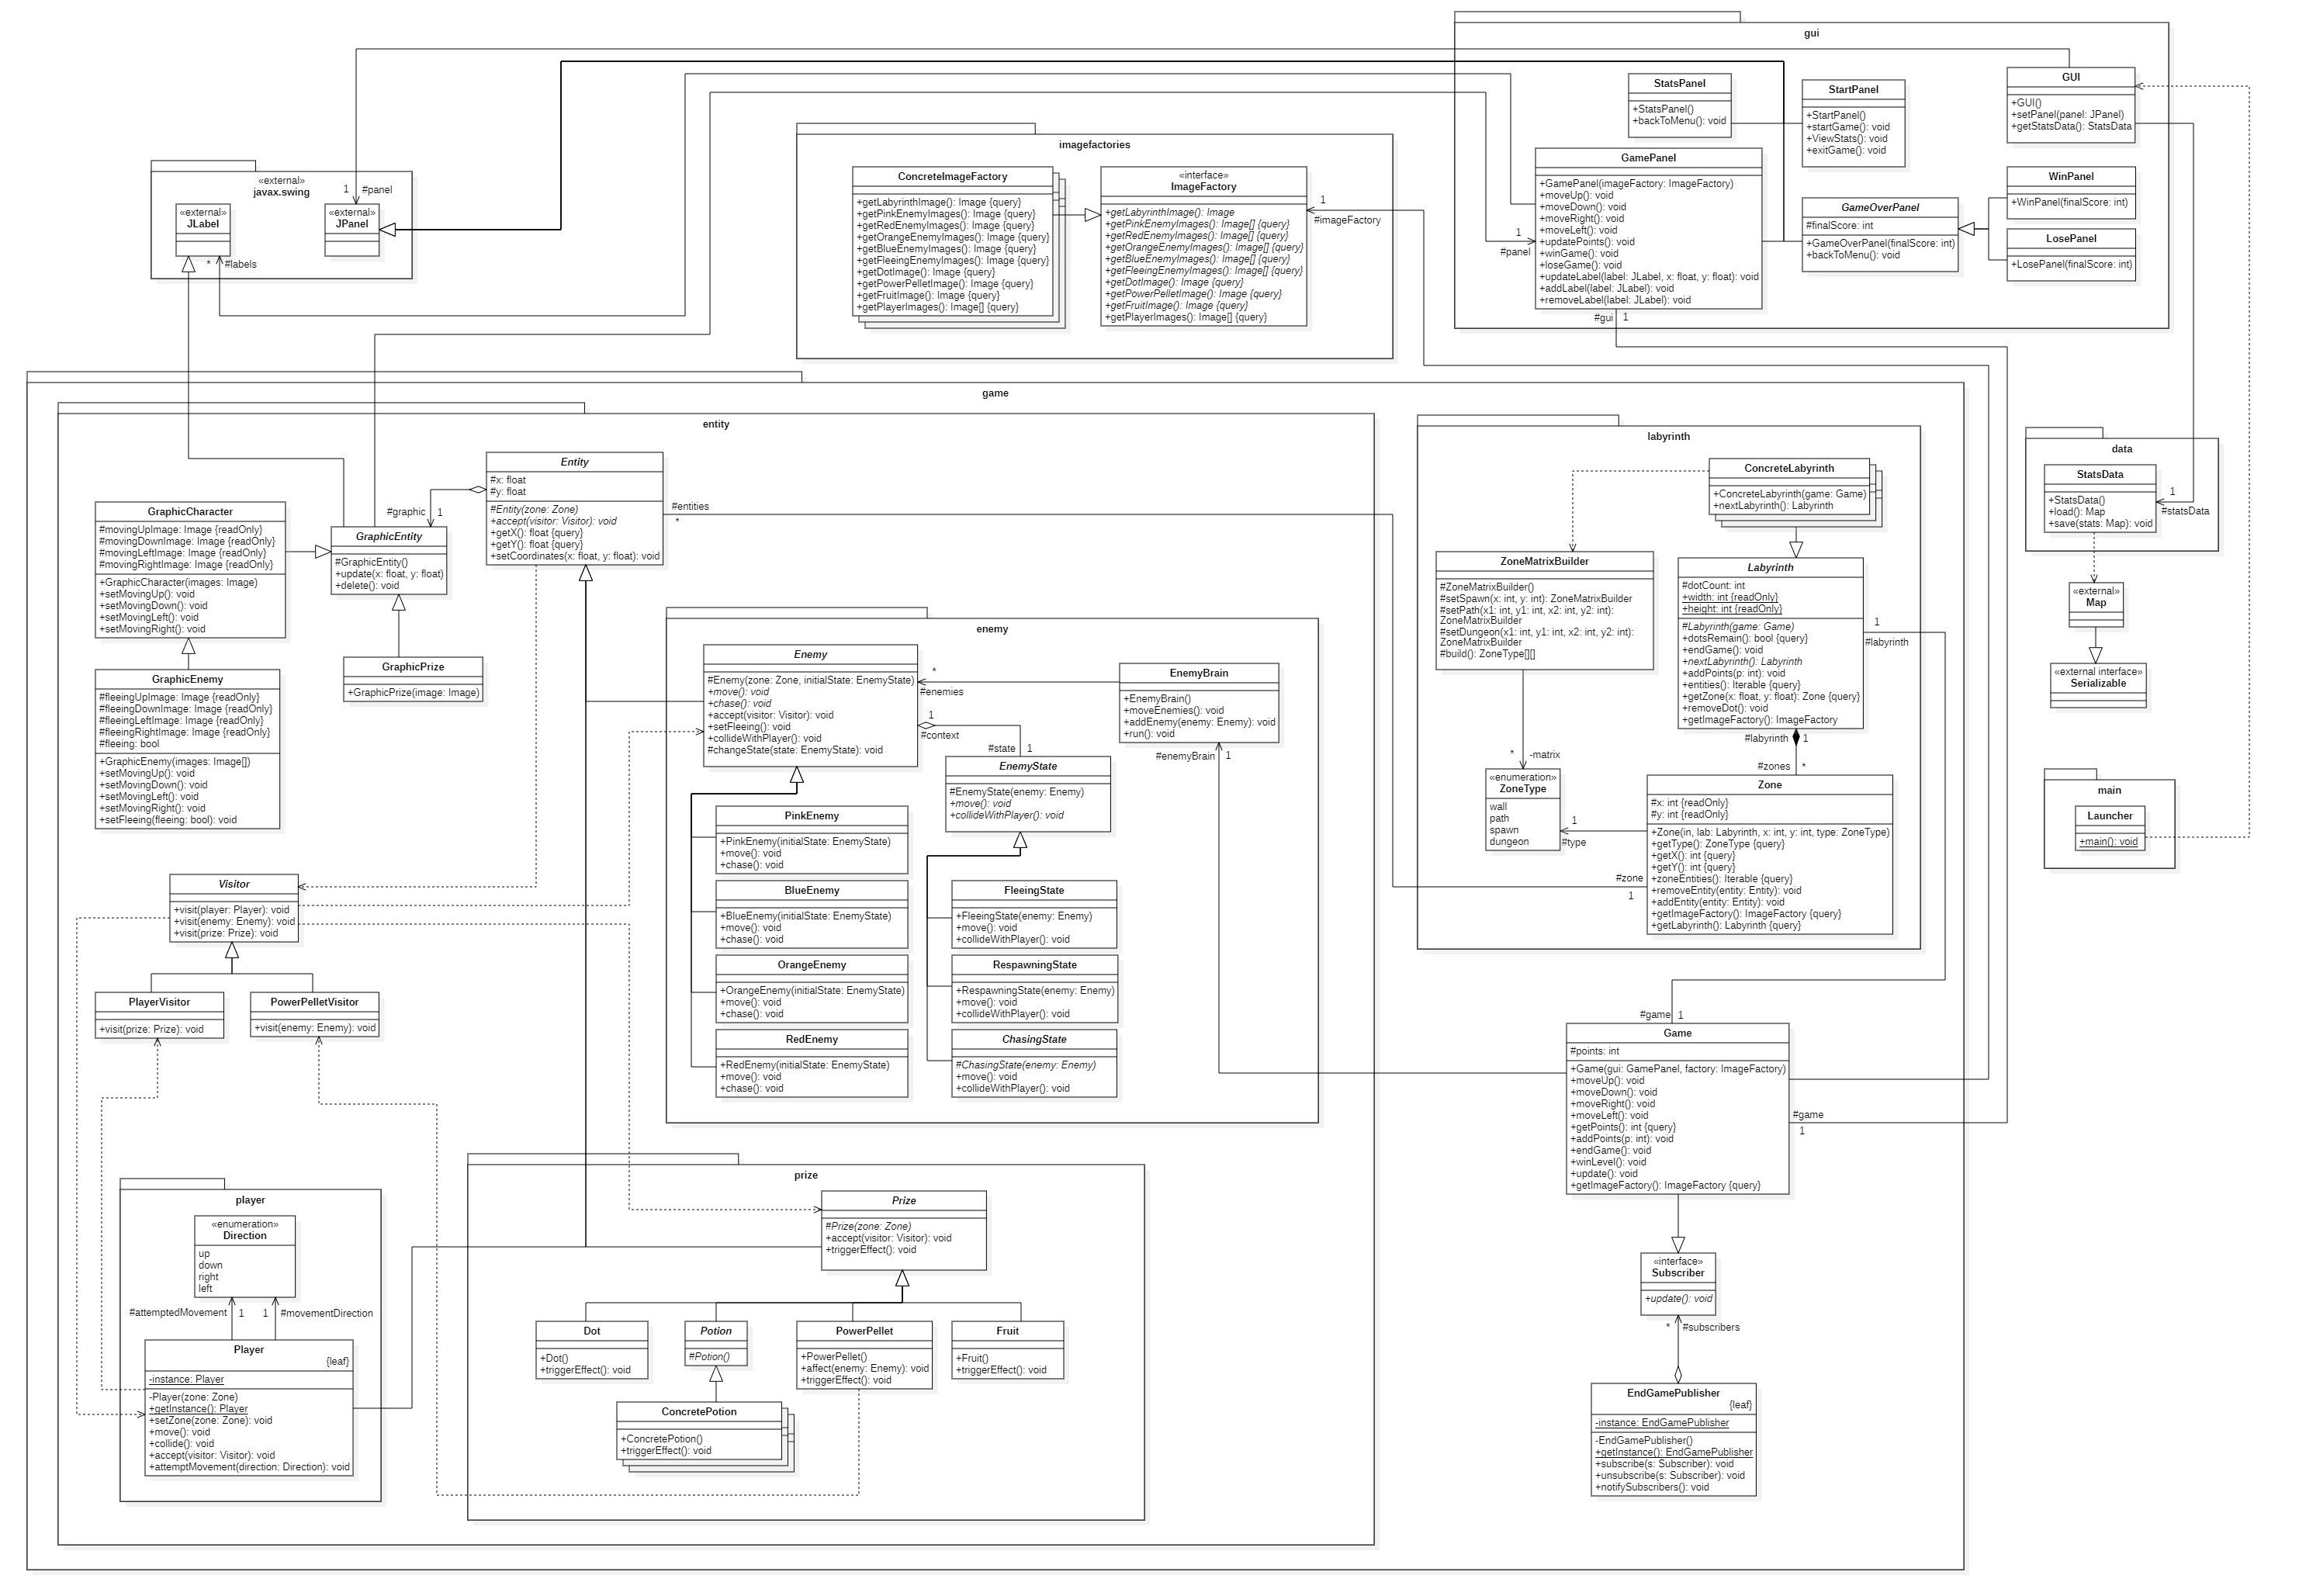 gui
StatsPanel
+StatsPanel()
+backToMenu(): void
StartPanel
+StartPanel()
+startGame(): void
+ViewStats(): void
+exitGame(): void
GUI
+GUI()
+setPanel(panel: JPanel)
+getStatsData(): StatsData
GamePanel
+GamePanel(imageFactory: ImageFactory)
+moveUp(): void
+moveDown(): void
+moveRight(): void
+moveLeft(): void
+updatePoints(): void
+winGame(): void
+loseGame(): void
+updateLabel(label: JLabel, x: float, y: float): void
+addLabel(label: JLabel): void
+removeLabel(label: JLabel): void
GameOverPanel
#finalScore: int
+GameOverPanel(finalScore: int)
+backToMenu(): void
WinPanel
+WinPanel(finalScore: int)
LosePanel
+LosePanel(finalScore: int)
1
#panel
#gui 1
imagefactories
ConcreteImageFactory
+getLabyrinthImage(): Image {query}
+getPinkEnemyImages(): Image {query}
+getRedEnemyImages(): Image {query}
+getOrangeEnemyImages(): Image {query}
+getBlueEnemyImages(): Image {query}
+getFleeingEnemyImages(): Image {query}
+getDotImage(): Image {query}
+getPowerPelletImage(): Image {query}
+getFruitImage(): Image {query}
+getPlayerImages(): Image[] {query}
«interface»
ImageFactory
+getLabyrinthImage(): Image
+getPinkEnemyImages(): Image[] {query}
+getRedEnemyImages(): Image[] {query}
+getOrangeEnemyImages(): Image[] {query}
+getBlueEnemyImages(): Image[] {query}
+getFleeingEnemyImages(): Image[] {query}
+getDotImage(): Image {query}
+getPowerPelletImage(): Image {query}
+getFruitImage(): Image {query}
+getPlayerImages(): Image[] {query}
1
#imageFactory
«external»
javax.swing
1 #panel
«external»
JLabel
«external»
JPanel
* #labels
game
entity
Entity
#x: float
#y: float
#Entity(zone: Zone)
+accept(visitor: Visitor): void
+getX(): float {query}
+getY(): float {query}
+setCoordinates(x: float, y: float): void
#entities
*
#graphic 1
GraphicCharacter
#movingUpImage: Image {readOnly}
#movingDownImage: Image {readOnly}
#movingLeftImage: Image {readOnly}
#movingRightImage: Image {readOnly}
+GraphicCharacter(images: Image)
+setMovingUp(): void
+setMovingDown(): void
+setMovingLeft(): void
+setMovingRight(): void
GraphicEntity
#GraphicEntity()
+update(x: float, y: float)
+delete(): void
GraphicPrize
+GraphicPrize(image: Image)
GraphicEnemy
#fleeingUpImage: Image {readOnly}
#fleeingDownImage: Image {readOnly}
#fleeingLeftImage: Image {readOnly}
#fleeingRightImage: Image {readOnly}
#fleeing: bool
+GraphicEnemy(images: Image[])
+setMovingUp(): void
+setMovingDown(): void
+setMovingLeft(): void
+setMovingRight(): void
+setFleeing(fleeing: bool): void
Visitor
+visit(player: Player): void
+visit(enemy: Enemy): void
+visit(prize: Prize): void
PlayerVisitor
+visit(prize: Prize): void
PowerPelletVisitor
+visit(enemy: Enemy): void
enemy
Enemy
#Enemy(zone: Zone, initialState: EnemyState)
+move(): void
+chase(): void
+accept(visitor: Visitor): void
+setFleeing(): void
+collideWithPlayer(): void
#changeState(state: EnemyState): void
*
#enemies
1
#context
#state 1
EnemyBrain
+EnemyBrain()
+moveEnemies(): void
+addEnemy(enemy: Enemy): void
+run(): void
#enemyBrain 1
EnemyState
#EnemyState(enemy: Enemy)
+move(): void
+collideWithPlayer(): void
PinkEnemy
+PinkEnemy(initialState: EnemyState)
+move(): void
+chase(): void
BlueEnemy
+BlueEnemy(initialState: EnemyState)
+move(): void
+chase(): void
OrangeEnemy
+OrangeEnemy(initialState: EnemyState)
+move(): void
+chase(): void
RedEnemy
+RedEnemy(initialState: EnemyState)
+move(): void
+chase(): void
FleeingState
+FleeingState(enemy: Enemy)
+move(): void
+collideWithPlayer(): void
RespawningState
+RespawningState(enemy: Enemy)
+move(): void
+collideWithPlayer(): void
ChasingState
#ChasingState(enemy: Enemy)
+move(): void
+collideWithPlayer(): void
player
«enumeration»
Direction
up
down
right
left
#attemptedMovement 1
1 #movementDirection
Player
{leaf}
-instance: Player
-Player(zone: Zone)
+getInstance(): Player
+setZone(zone: Zone): void
+move(): void
+collide(): void
+accept(visitor: Visitor): void
+attemptMovement(direction: Direction): void
prize
Prize
#Prize(zone: Zone)
+accept(visitor: Visitor): void
+triggerEffect(): void
Dot
+Dot()
+triggerEffect(): void
Potion
#Potion()
PowerPellet
+PowerPellet()
+affect(enemy: Enemy): void
+triggerEffect(): void
Fruit
+Fruit()
+triggerEffect(): void
ConcretePotion
+ConcretePotion()
+triggerEffect(): void
labyrinth
ConcreteLabyrinth
+ConcreteLabyrinth(game: Game)
+nextLabyrinth(): Labyrinth
ZoneMatrixBuilder
#ZoneMatrixBuilder()
#setSpawn(x: int, y: int): ZoneMatrixBuilder
#setPath(x1: int, y1: int, x2: int, y2: int):
ZoneMatrixBuilder
#setDungeon(x1: int, y1: int, x2: int, y2: int):
ZoneMatrixBuilder
#build(): ZoneType[][]
Labyrinth
#dotCount: int
+width: int {readOnly}
+height: int {readOnly}
#Labyrinth(game: Game)
+dotsRemain(): bool {query}
+endGame(): void
+nextLabyrinth(): Labyrinth
+addPoints(p: int): void
+entities(): Iterable {query}
+getZone(x: float, y: float): Zone {query}
+removeDot(): void
+getImageFactory(): ImageFactory
1
#labyrinth
#labyrinth 1
#zones *
* -matrix
«enumeration»
ZoneType
wall
path
spawn
dungeon
1
#type
Zone
#x: int {readOnly}
#y: int {readOnly}
+Zone(in, lab: Labyrinth, x: int, y: int, type: ZoneType)
+getType(): ZoneType {query}
+getX(): int {query}
+getY(): int {query}
+zoneEntities(): Iterable {query}
+removeEntity(entity: Entity): void
+addEntity(entity: Entity): void
+getImageFactory(): ImageFactory {query}
+getLabyrinth(): Labyrinth {query}
#zone
1
#game 1
Game
#points: int
+Game(gui: GamePanel, factory: ImageFactory)
+moveUp(): void
+moveDown(): void
+moveRight(): void
+moveLeft(): void
+getPoints(): int {query}
+addPoints(p: int): void
+endGame(): void
+winLevel(): void
+update(): void
+getImageFactory(): ImageFactory {query}
#game
1
«interface»
Subscriber
+update(): void
* #subscribers
EndGamePublisher
{leaf}
-instance: EndGamePublisher
-EndGamePublisher()
+getInstance(): EndGamePublisher
+subscribe(s: Subscriber): void
+unsubscribe(s: Subscriber): void
+notifySubscribers(): void
data
StatsData
+StatsData()
+load(): Map
+save(stats: Map): void
1
#statsData
«external»
Map
«external interface»
Serializable
main
Launcher
+main(): void